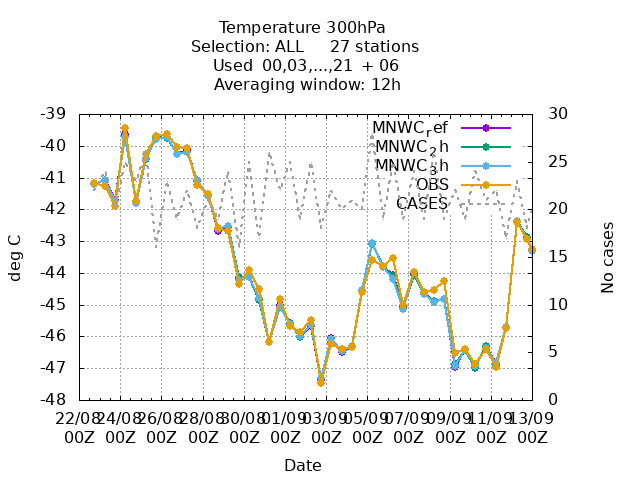 Temperature 300hPa
Selection: ALL     27 stations
Used  00,03,...,21  + 06
Averaging window: 12h
-39
-40
-41
-42
-43
-44
-45
-46
-47
-48
deg C
30
25
20
15
10
5
0
No cases
MNWC_ref
MNWC_2h
MNWC_3h
OBS
CASES
22/08 24/08 26/08 28/08 30/08 01/09 03/09 05/09 07/09 09/09 11/09 13/09
00Z 00Z 00Z 00Z 00Z 00Z 00Z 00Z 00Z 00Z 00Z 00Z
Date